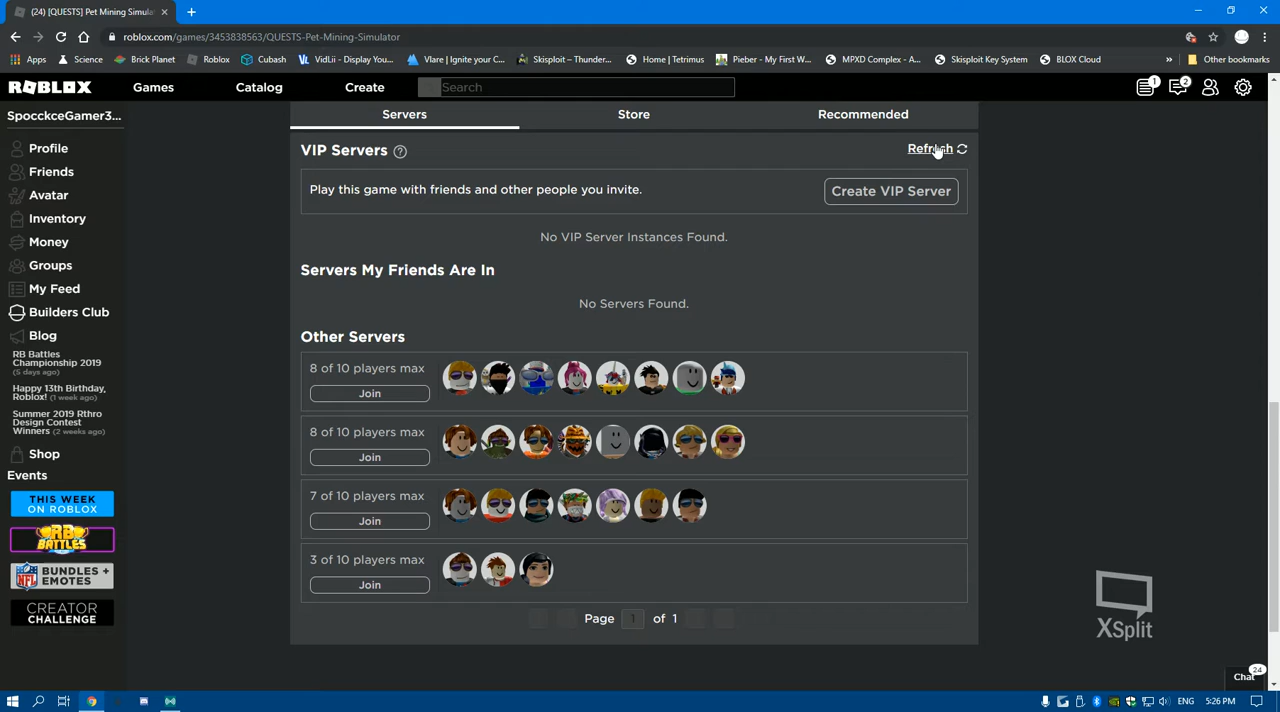 (24) [QUESTS] Pet Mining Simula
roblox.com/games/3453838563/QUESTS-Pet-Mining-Simulator
Apps
Science
Brick Planet
Roblox
Cubash
VidLii - Display You...
Vlare | Ignite your C...
Skisploit – Thunder...
Home | Tetrimus
Pieber - My First W...
MPXD Complex - A...
Skisploit Key System
BLOX Cloud
»
Other bookmarks
ROBLOX
Games
Catalog
Create
Search
1
2
SpocckceGamer3...
Profile
Friends
Avatar
Inventory
Money
Groups
My Feed
Builders Club
Blog
RB Battles
Championship 2019
(5 days ago)
Happy 13th Birthday,
Roblox! (1 week ago)
Summer 2019 Rthro
Design Contest
Winners (2 weeks ago)
Shop
Events
THIS WEEK
ON ROBLOX
RB
BATTLES
NFL
BUNDLES +
EMOTES
CREATOR
CHALLENGE
Servers
Store
Recommended
VIP Servers ?
Refresh
Play this game with friends and other people you invite.
Create VIP Server
No VIP Server Instances Found.
Servers My Friends Are In
No Servers Found.
Other Servers
8 of 10 players max
Join
8 of 10 players max
Join
7 of 10 players max
Join
3 of 10 players max
Join
Page 1 of 1
XSplit
24
Chat
ENG
5:26 PM